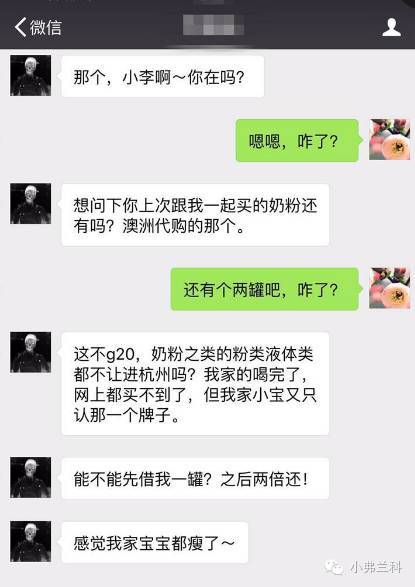 微信
那个，小李啊～你在吗？
嗯嗯，咋了？
想问下你上次跟我一起买的奶粉还
有吗？澳洲代购的那个。
还有个两罐吧，咋了？
这不g20，奶粉之类的粉类液体类
都不让进杭州吗？我家的喝完了，
网上都买不到了，但我家小宝又只
认那一个牌子。
能不能先借我一罐？之后两倍还！
感觉我家宝宝都瘦了～
小弗兰科